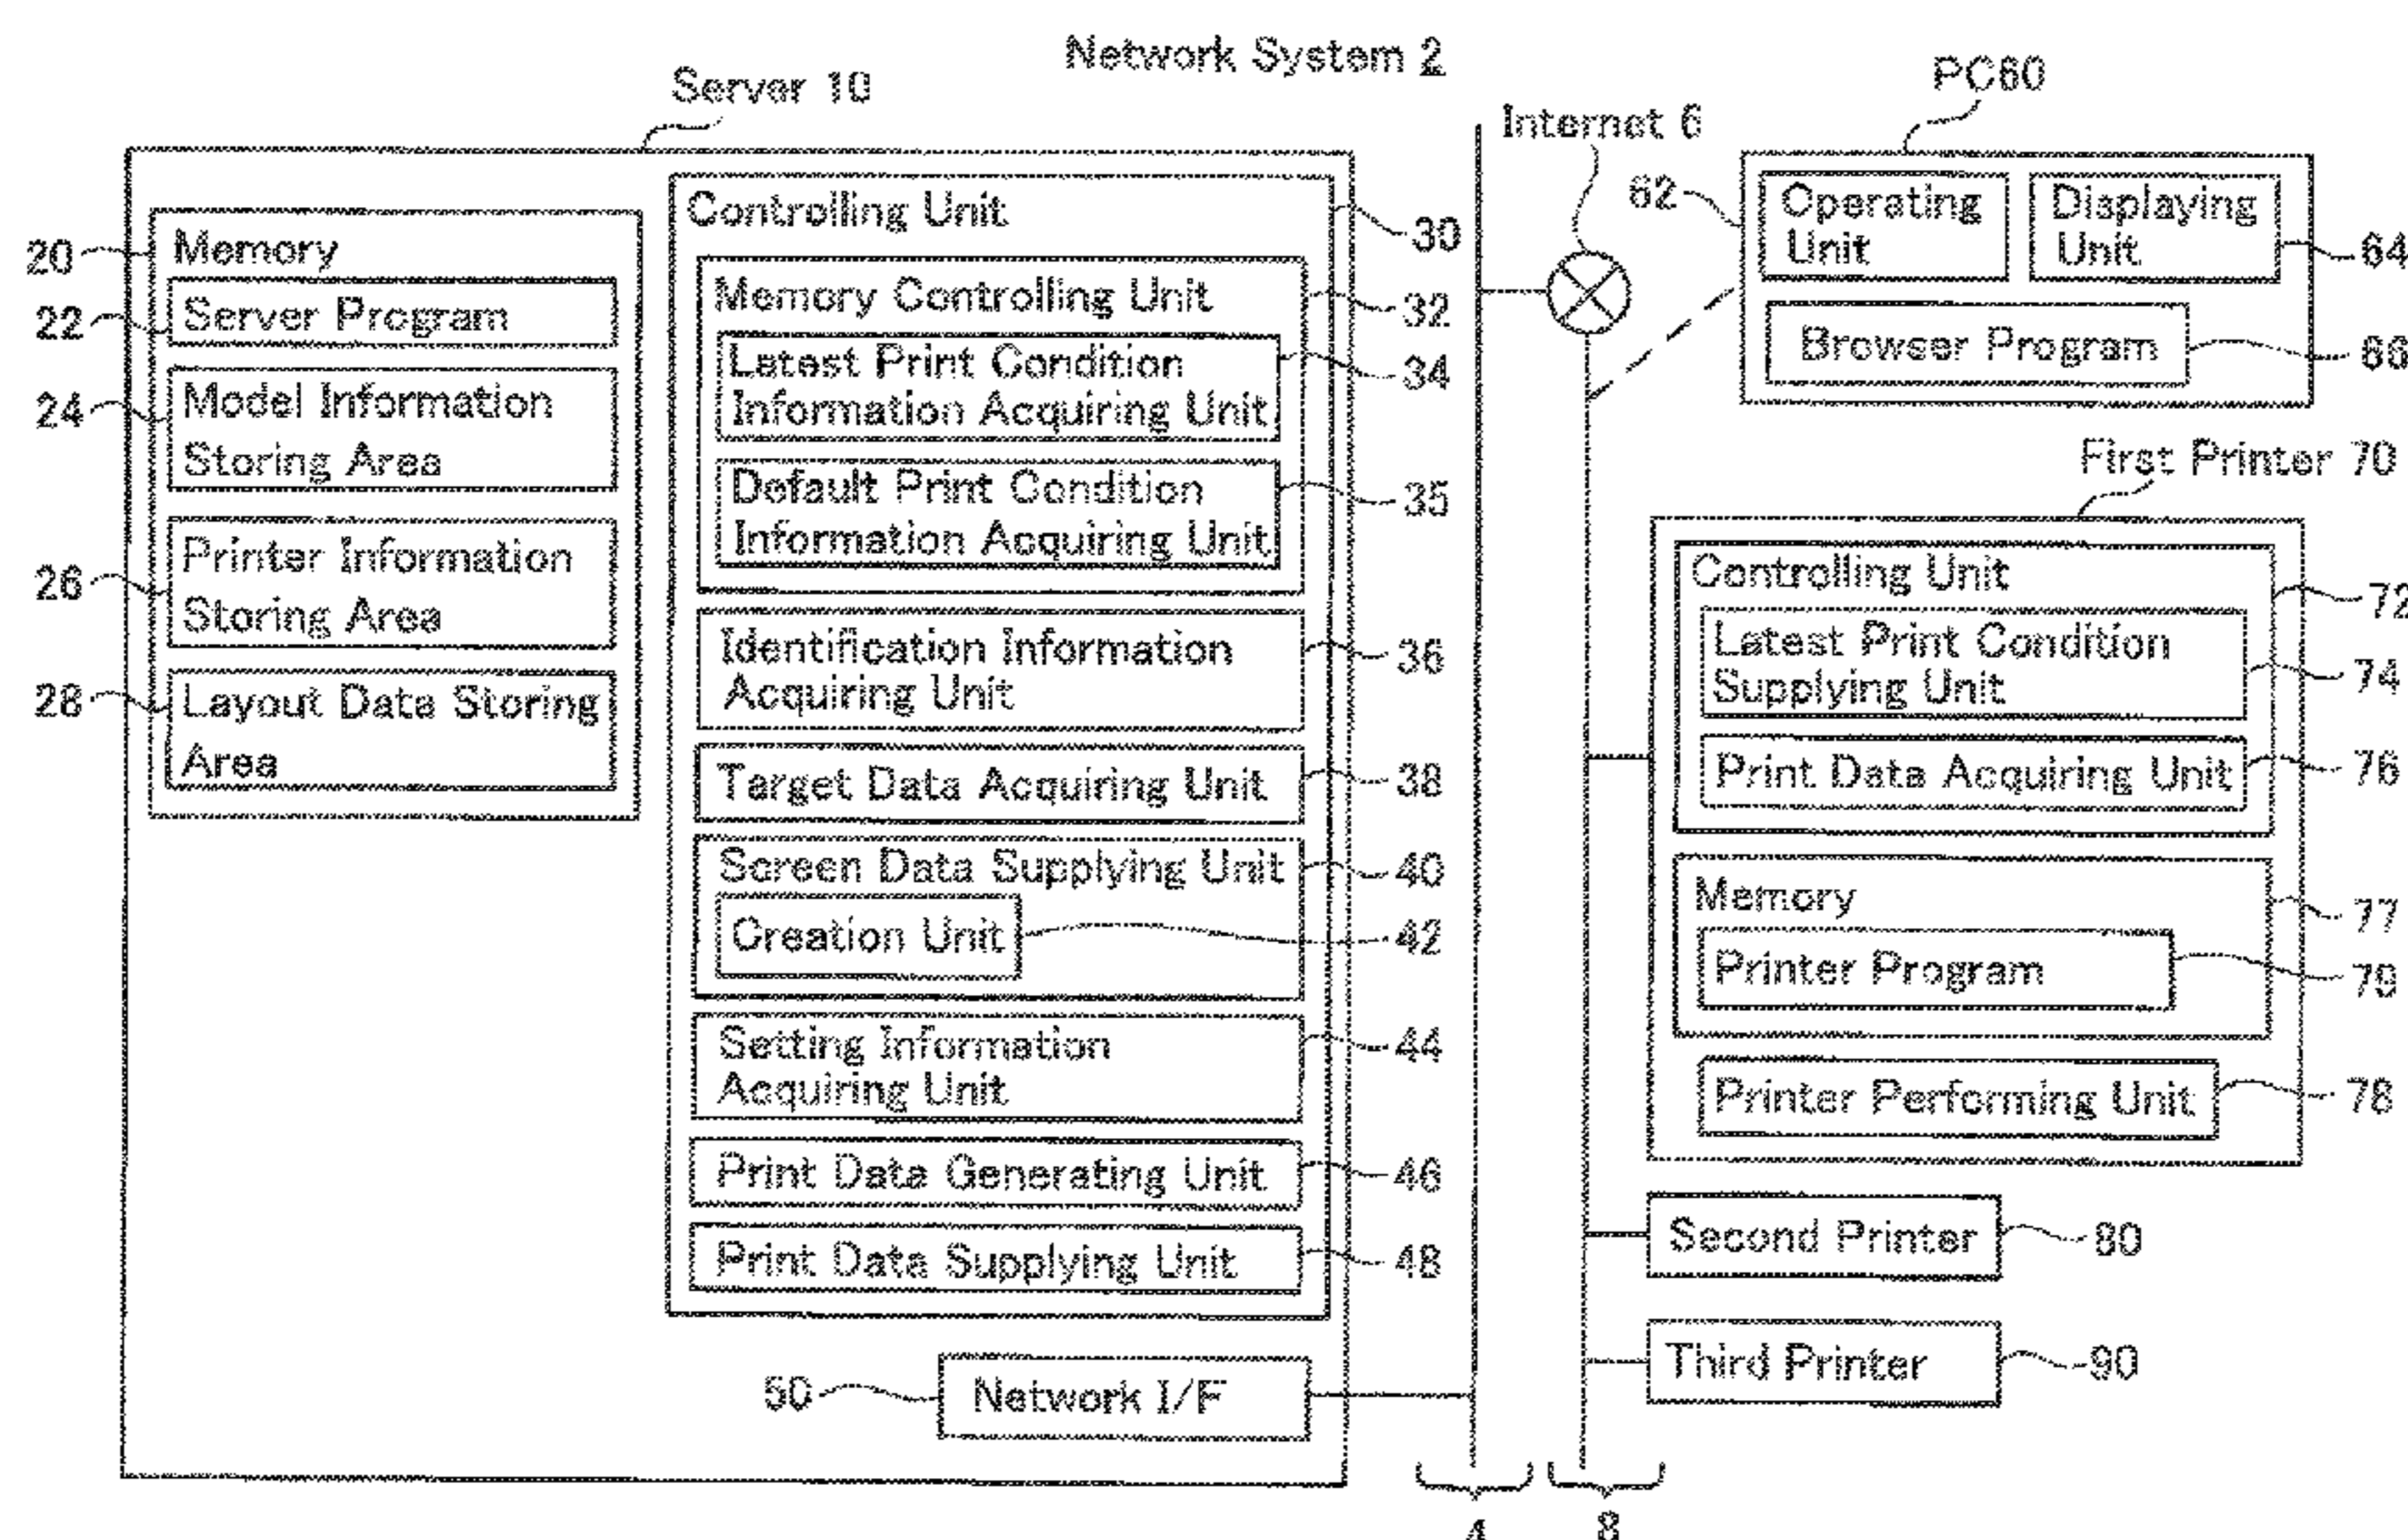 Network System 2
Server 10
Internet 6
PC60
20
Memory
22
Server Program
24
Model Information
Storing Area
26
Printer Information
Storing Area
28
Layout Data Storing
Area
Controlling Unit
30
Memory Controlling Unit
32
Latest Print Condition
Information Acquiring Unit
34
Default Print Condition
Information Acquiring Unit
35
Identification Information
Acquiring Unit
36
Target Data Acquiring Unit
38
Screen Data Supplying Unit
40
Creation Unit
42
Setting Information
Acquiring Unit
44
Print Data Generating Unit
46
Print Data Supplying Unit
48
50
Network I/F
4
8
62
Operating
Unit
Displaying
Unit
64
Browser Program
66
First Printer 70
Controlling Unit
72
Latest Print Condition
Supplying Unit
74
Print Data Acquiring Unit
76
Memory
77
Printer Program
79
Printer Performing Unit
78
Second Printer
80
Third Printer
90